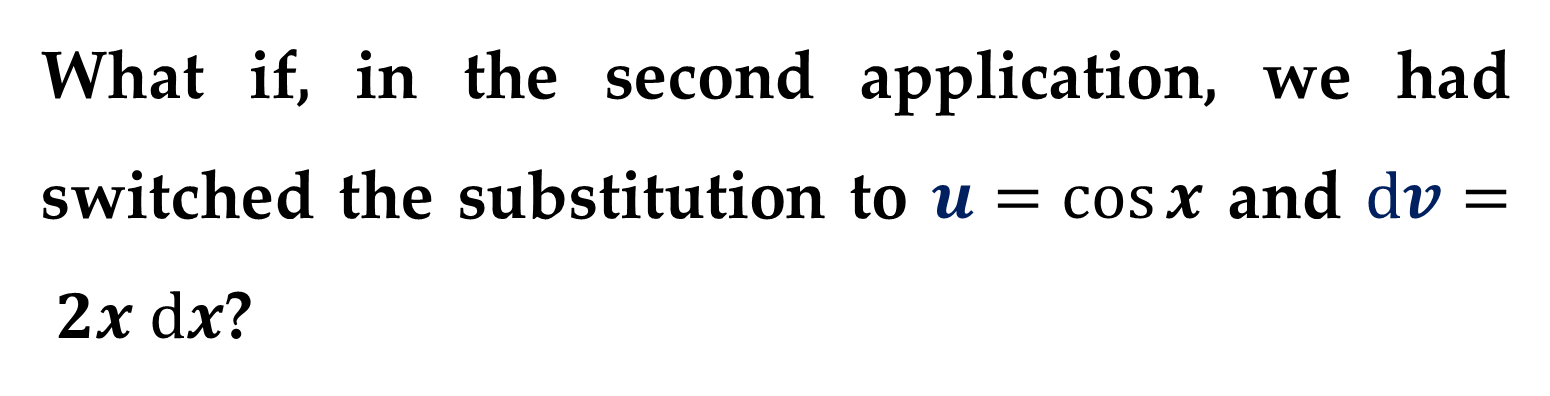 What if, in the second application, we had
switched the substitution to u = cos x and dv =
2x dx?